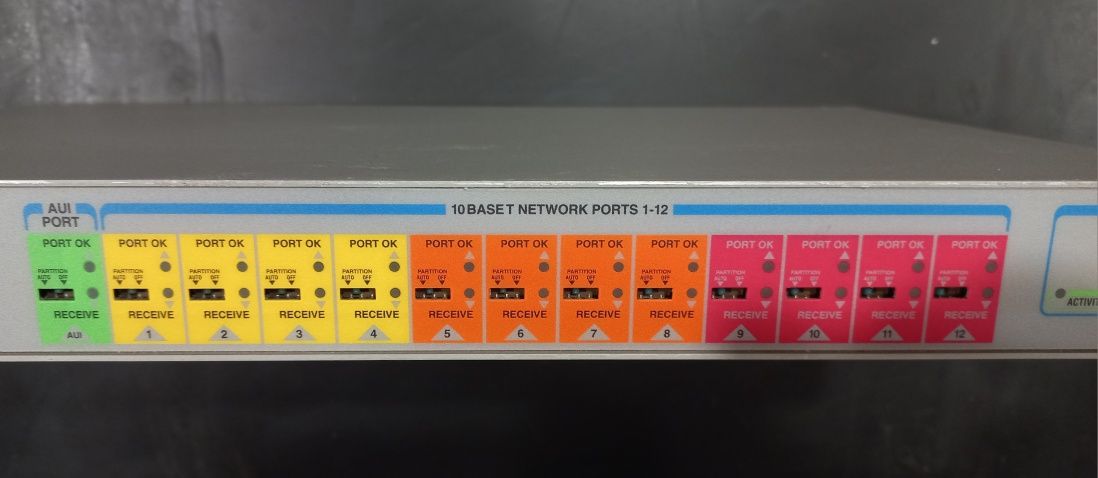 AUI
PORT
10BASET NETWORK PORTS 1-12
PORT OK PORT OK PORT OK PORT OK PORT OK PORT OK PORT OK PORT OK PORT OK PORT OK PORT OK PORT OK PORT OK
PARTITION PARTITION PARTITION PARTITION PARTITION PARTITION PARTITION PARTITION PARTITION PARTITION PARTITION PARTITION PARTITION
AUTO OFF AUTO OFF AUTO OFF AUTO OFF AUTO OFF AUTO OFF AUTO OFF AUTO OFF AUTO OFF AUTO OFF AUTO OFF AUTO OFF AUTO OFF
RECEIVE RECEIVE RECEIVE RECEIVE RECEIVE RECEIVE RECEIVE RECEIVE RECEIVE RECEIVE RECEIVE RECEIVE RECEIVE
AUI 1 2 3 4 5 6 7 8 9 10 11 12
ACTIVIT